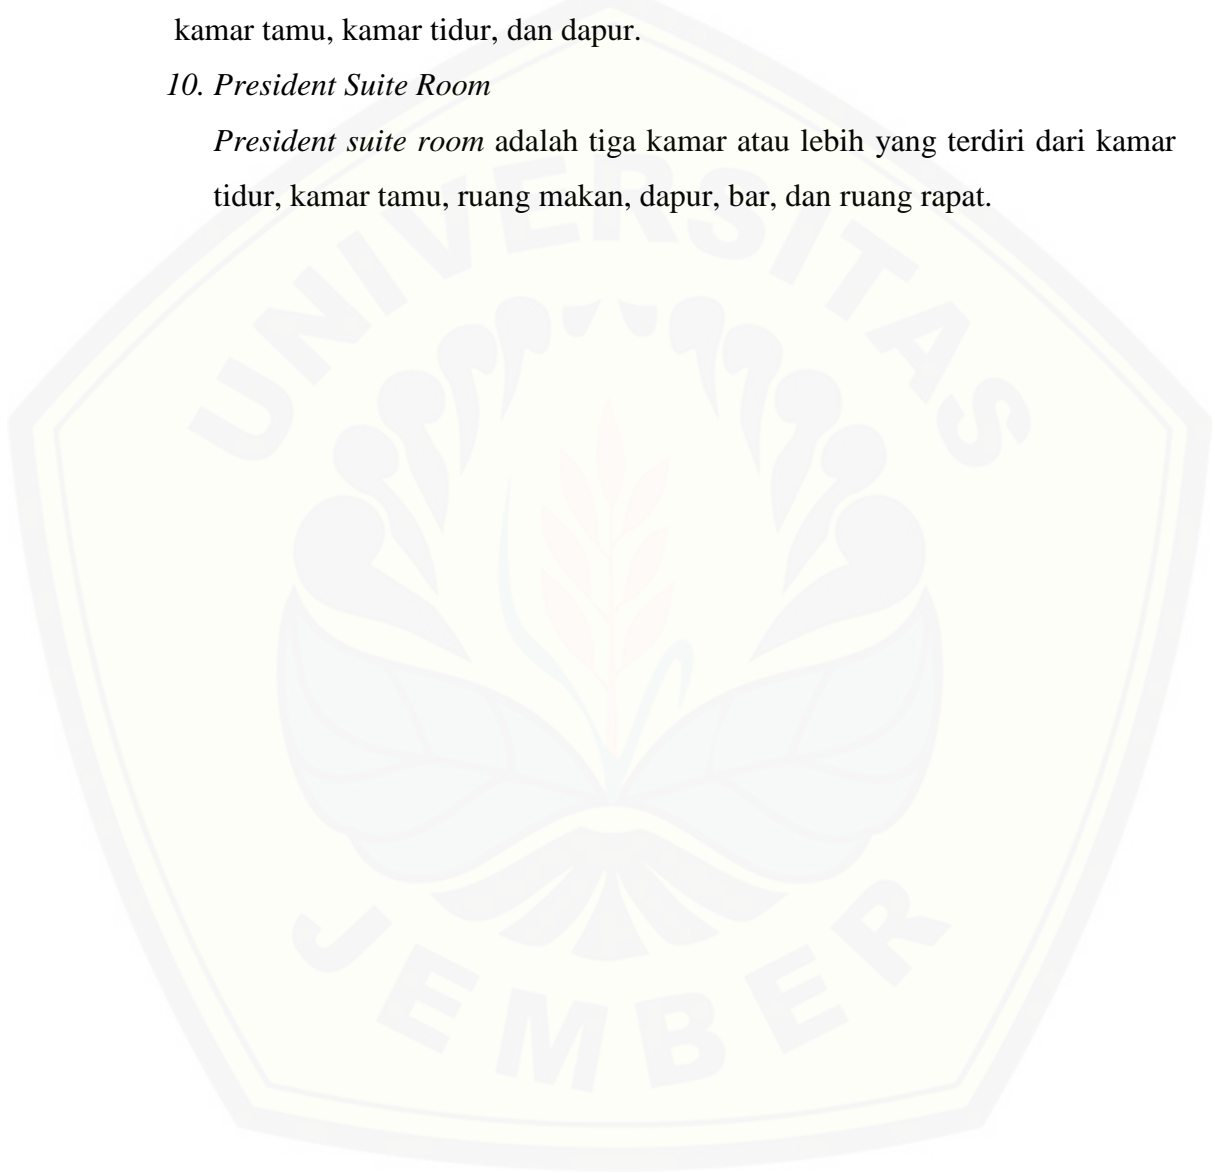 kamar tamu, kamar tidur, dan dapur.
10. President Suite Room
President suite room adalah tiga kamar atau lebih yang terdiri dari kamar
tidur, kamar tamu, ruang makan, dapur, bar, dan ruang rapat.
UNIVERSITAS
JEMBER